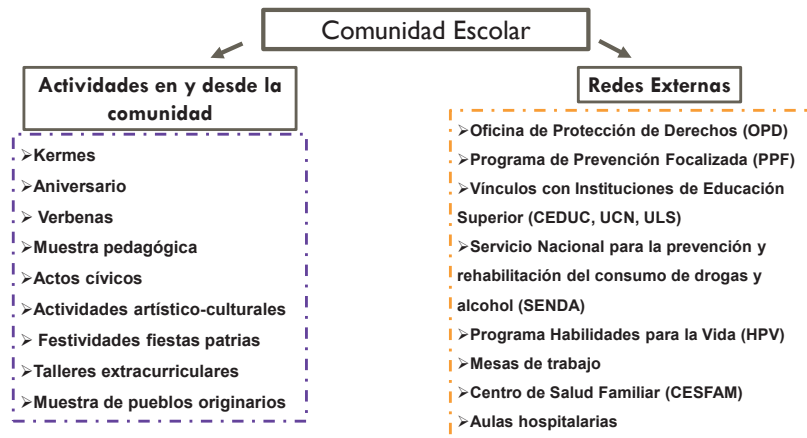 Comunidad Escolar
Actividades en y desde la
comunidad
➢Kermes
➢Aniversario
➢ Verbenas
➢Muestra pedagógica
➢Actos cívicos
➢Actividades artístico-culturales
➢ Festividades fiestas patrias
➢Talleres extracurriculares
➢Muestra de pueblos originarios
Redes Externas
➢Oficina de Protección de Derechos (OPD)
➢Programa de Prevención Focalizada (PPF)
➢Vínculos con Instituciones de Educación
Superior (CEDUC, UCN, ULS)
➢Servicio Nacional para la prevención y
rehabilitación del consumo de drogas y
alcohol (SENDA)
➢Programa Habilidades para la Vida (HPV)
➢Mesas de trabajo
➢Centro de Salud Familiar (CESFAM)
➢Aulas hospitalarias